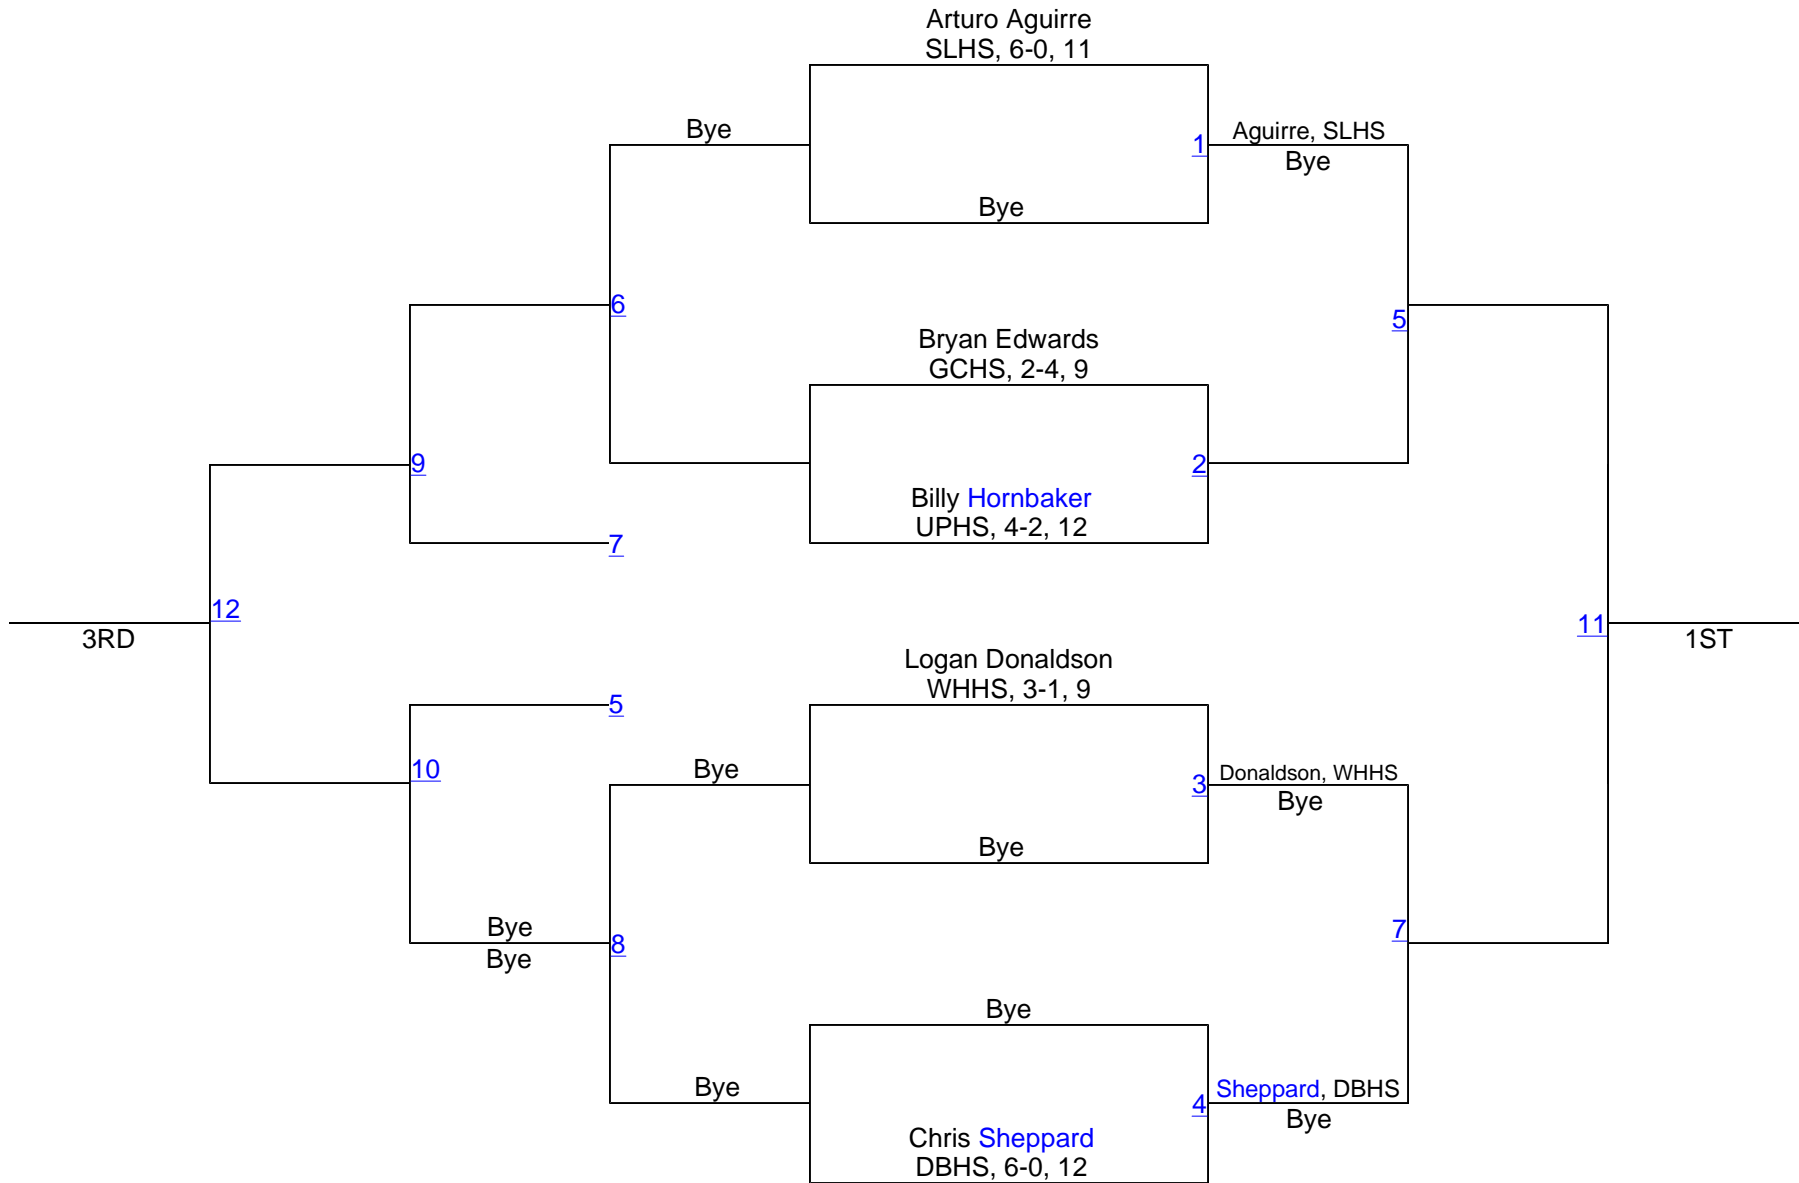 Arturo Aguirre
SLHS, 6-0, 11
Bye
1
Aguirre, SLHS
Bye
Bye
6
5
Bryan Edwards
GCHS, 2-4, 9
9
2
Billy Hornbaker
UPHS, 4-2, 12
7
12
3RD
11
1ST
Logan Donaldson
WHHS, 3-1, 9
5
10
Bye
3
Donaldson, WHHS
Bye
Bye
Bye
Bye
8
7
Bye
Bye
4
Sheppard, DBHS
Bye
Chris Sheppard
DBHS, 6-0, 12